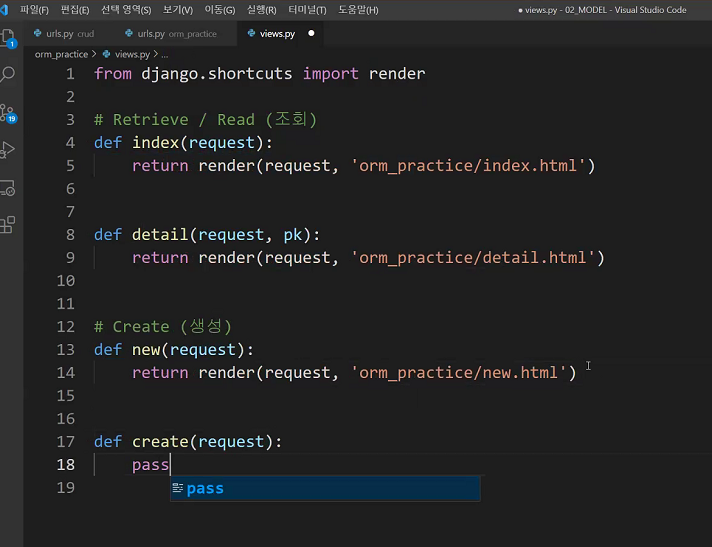 파일(F) 편집(E) 선택 영역(S) 보기(V) 이동(G) 실행(R) 터미널(T) 도움말(H) ● views.py - 02_MODEL - Visual Studio Code
urls.py crud urls.py orm_practice views.py ●
orm_practice > views.py > ...
1
19
1 from django.shortcuts import render
2
3 # Retrieve / Read (조회)
4 def index(request):
5 return render(request, 'orm_practice/index.html')
6
7
8 def detail(request, pk):
9 return render(request, 'orm_practice/detail.html')
10
11
12 # Create (생성)
13 def new(request):
14 return render(request, 'orm_practice/new.html')
15
16
17 def create(request):
18 pass
pass
19